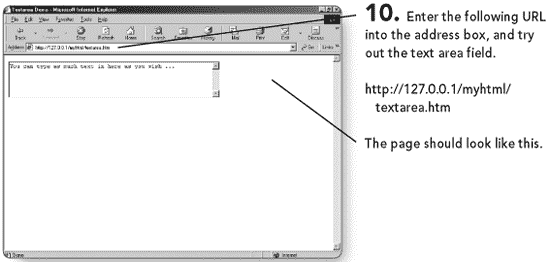 Textarea Demo - Microsoft Internet Explorer
File Edit View Favorites Tools Help
Back Stop Refresh Home Search Favorites History Mail Print Edit Discuss
Address http://127.0.0.1/myhtml/textarea.htm Go Links
You can type as much text in here as you wish ...
Done Internet
10. Enter the following URL
into the address box, and try
out the text area field.
http://127.0.0.1/myhtml/
textarea.htm
The page should look like this.